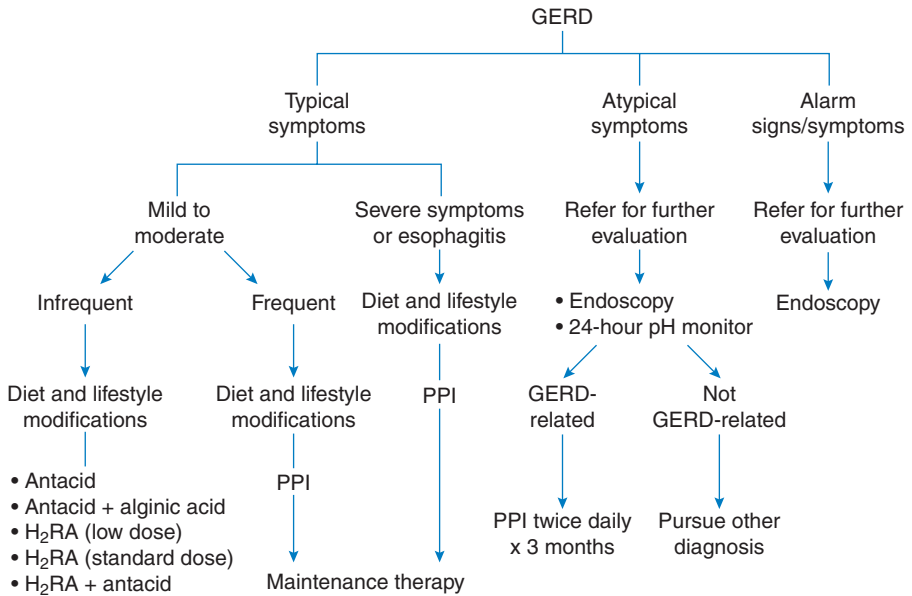 GERD
Typical
symptoms
Atypical
symptoms
Alarm
signs/symptoms
Mild to
moderate
Severe symptoms
or esophagitis
Refer for further
evaluation
Refer for further
evaluation
Infrequent
Frequent
Diet and lifestyle
modifications
• Endoscopy
• 24-hour pH monitor
Endoscopy
Diet and lifestyle
modifications
Diet and lifestyle
modifications
PPI
GERD-
related
Not
GERD-related
• Antacid
• Antacid + alginic acid
• H₂RA (low dose)
• H₂RA (standard dose)
• H₂RA + antacid
PPI
Maintenance therapy
PPI twice daily
x 3 months
Pursue other
diagnosis